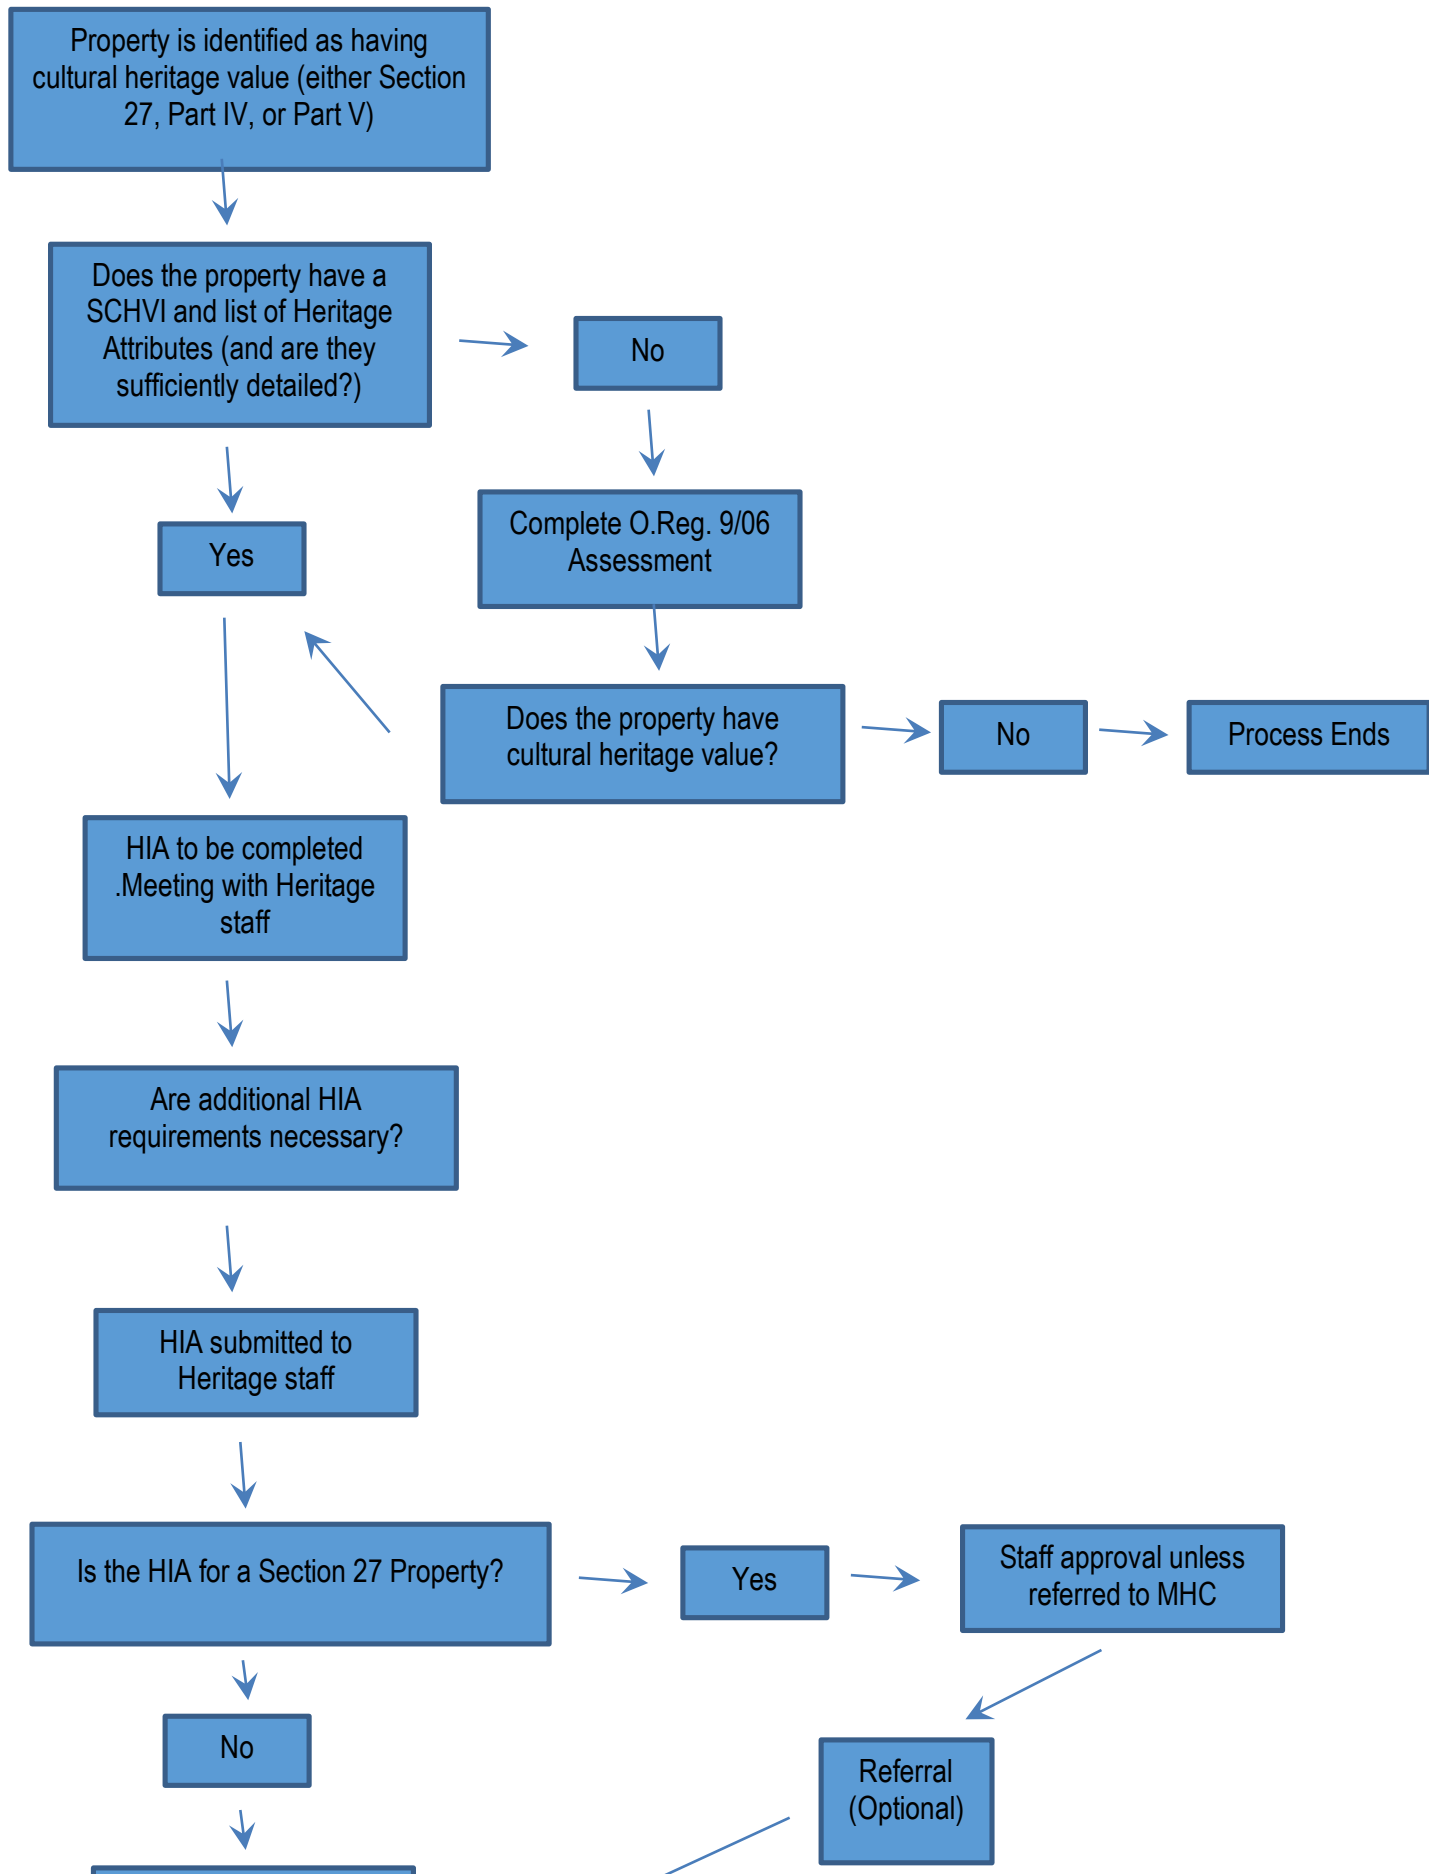 Property is identified as having
cultural heritage value (either Section
27, Part IV, or Part V)
Does the property have a
SCHVI and list of Heritage
Attributes (and are they
sufficiently detailed?)
No
Yes
Complete O.Reg. 9/06
Assessment
Does the property have
cultural heritage value?
No
Process Ends
HIA to be completed
.Meeting with Heritage
staff
Are additional HIA
requirements necessary?
HIA submitted to
Heritage staff
Is the HIA for a Section 27 Property?
Yes
Staff approval unless
referred to MHC
No
Referral
(Optional)